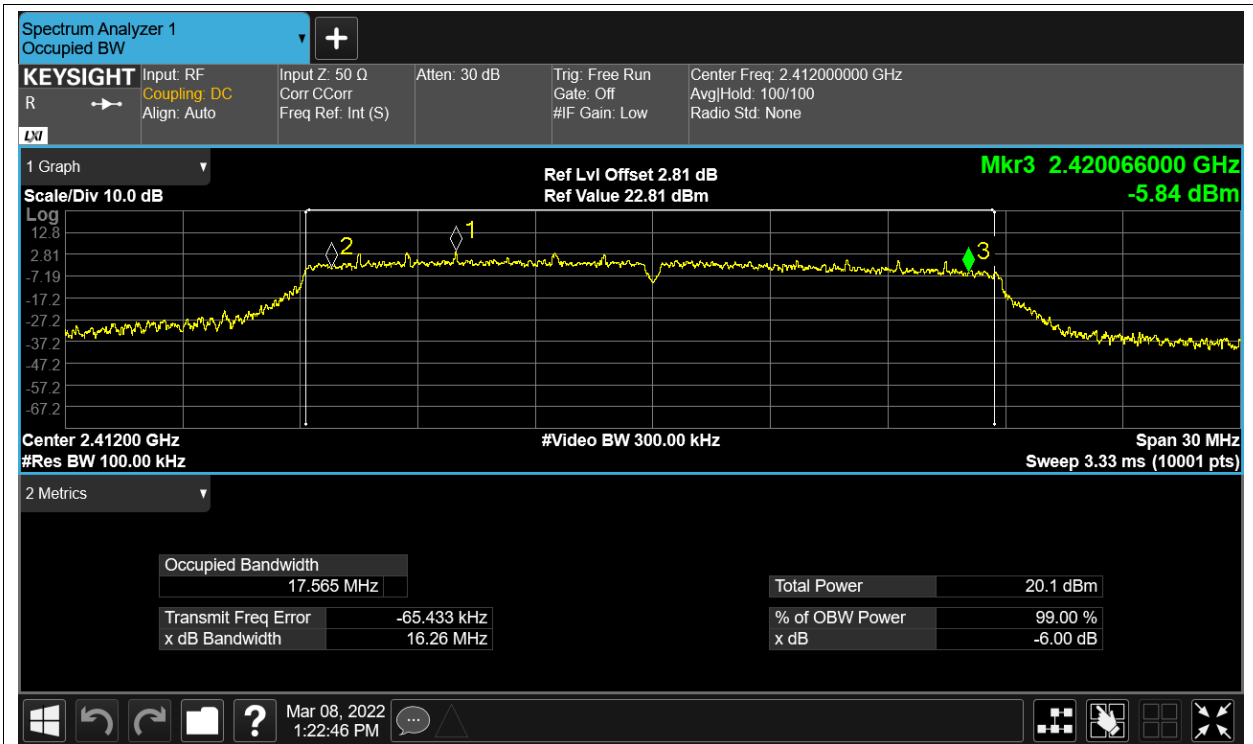 Spectrum Analyzer 1
Occupied BW
KEYSIGHT
R
LXI
Input: RF
Coupling: DC
Align: Auto
Input Z: 50 Ω
Corr CCorr
Freq Ref: Int (S)
Atten: 30 dB
Trig: Free Run
Gate: Off
#IF Gain: Low
Center Freq: 2.412000000 GHz
Avg|Hold: 100/100
Radio Std: None
1 Graph
Scale/Div 10.0 dB
Ref Lvl Offset 2.81 dB
Ref Value 22.81 dBm
Mkr3 2.420066000 GHz
-5.84 dBm
Log
12.8
2.81
-7.19
-17.2
-27.2
-37.2
-47.2
-57.2
-67.2
2
1
3
Center 2.41200 GHz
#Res BW 100.00 kHz
#Video BW 300.00 kHz
Span 30 MHz
Sweep 3.33 ms (10001 pts)
2 Metrics
Occupied Bandwidth
17.565 MHz
Transmit Freq Error -65.433 kHz
x dB Bandwidth 16.26 MHz
Total Power 20.1 dBm
% of OBW Power 99.00 %
x dB -6.00 dB
?
Mar 08, 2022
1:22:46 PM